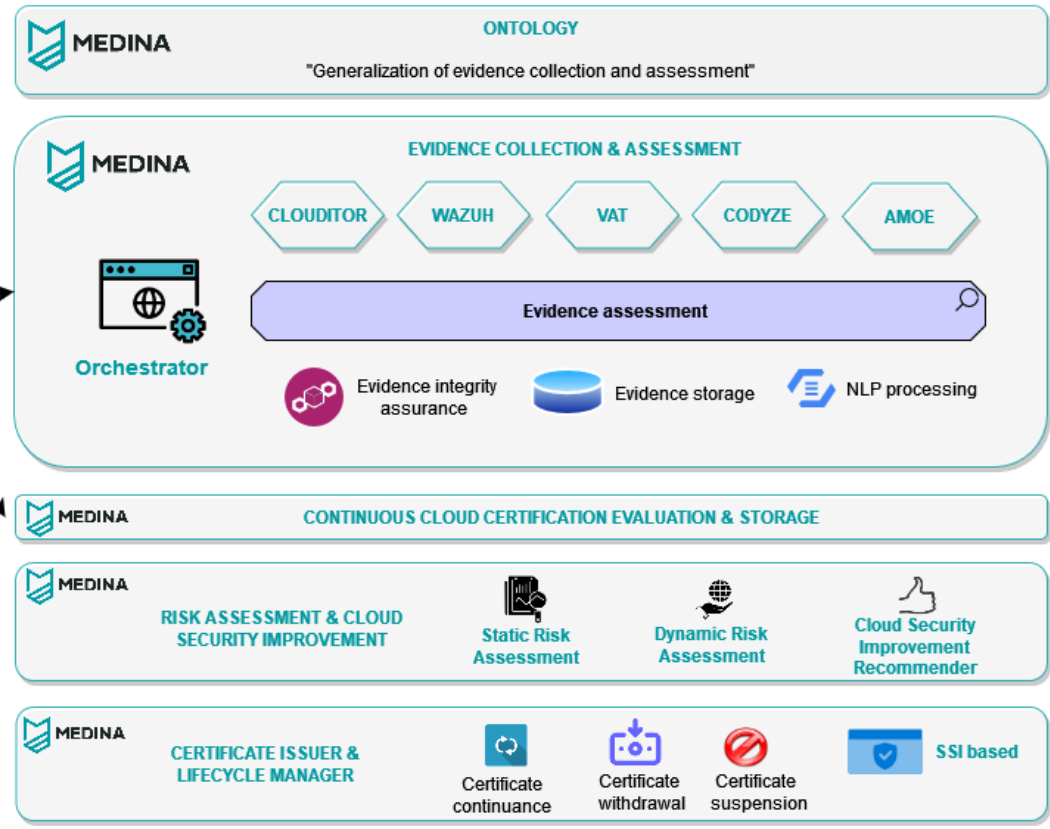 MEDINA
ONTOLOGY
"Generalization of evidence collection and assessment"
MEDINA
EVIDENCE COLLECTION & ASSESSMENT
CLOUDITOR
WAZUH
VAT
CODYZE
AMOE
Evidence assessment
Orchestrator
Evidence integrity
assurance
Evidence storage
NLP processing
MEDINA
CONTINUOUS CLOUD CERTIFICATION EVALUATION & STORAGE
MEDINA
RISK ASSESSMENT & CLOUD
SECURITY IMPROVEMENT
Static Risk
Assessment
Dynamic Risk
Assessment
Cloud Security
Improvement
Recommender
MEDINA
CERTIFICATE ISSUER &
LIFECYCLE MANAGER
Certificate
continuance
Certificate
withdrawal
Certificate
suspension
SSI based